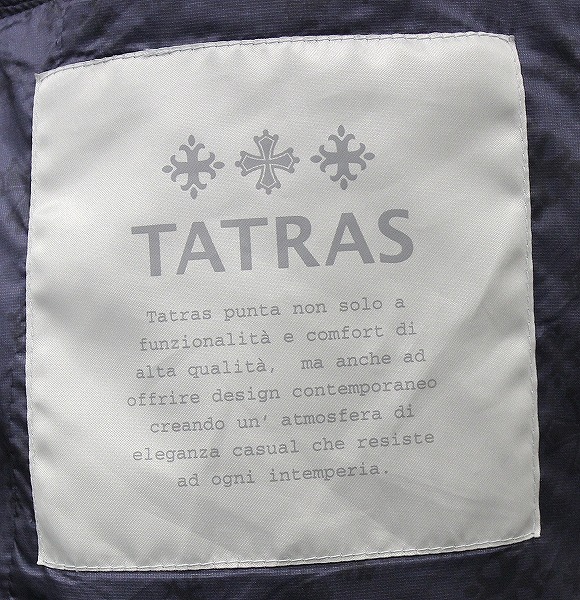 TATRAS
Tatras punta non solo a
funzionalità e comfort di
alta qualità, ma anche ad
offrire design contemporaneo
creando un' atmosfera di
eleganza casual che resiste
ad ogni intemperia.